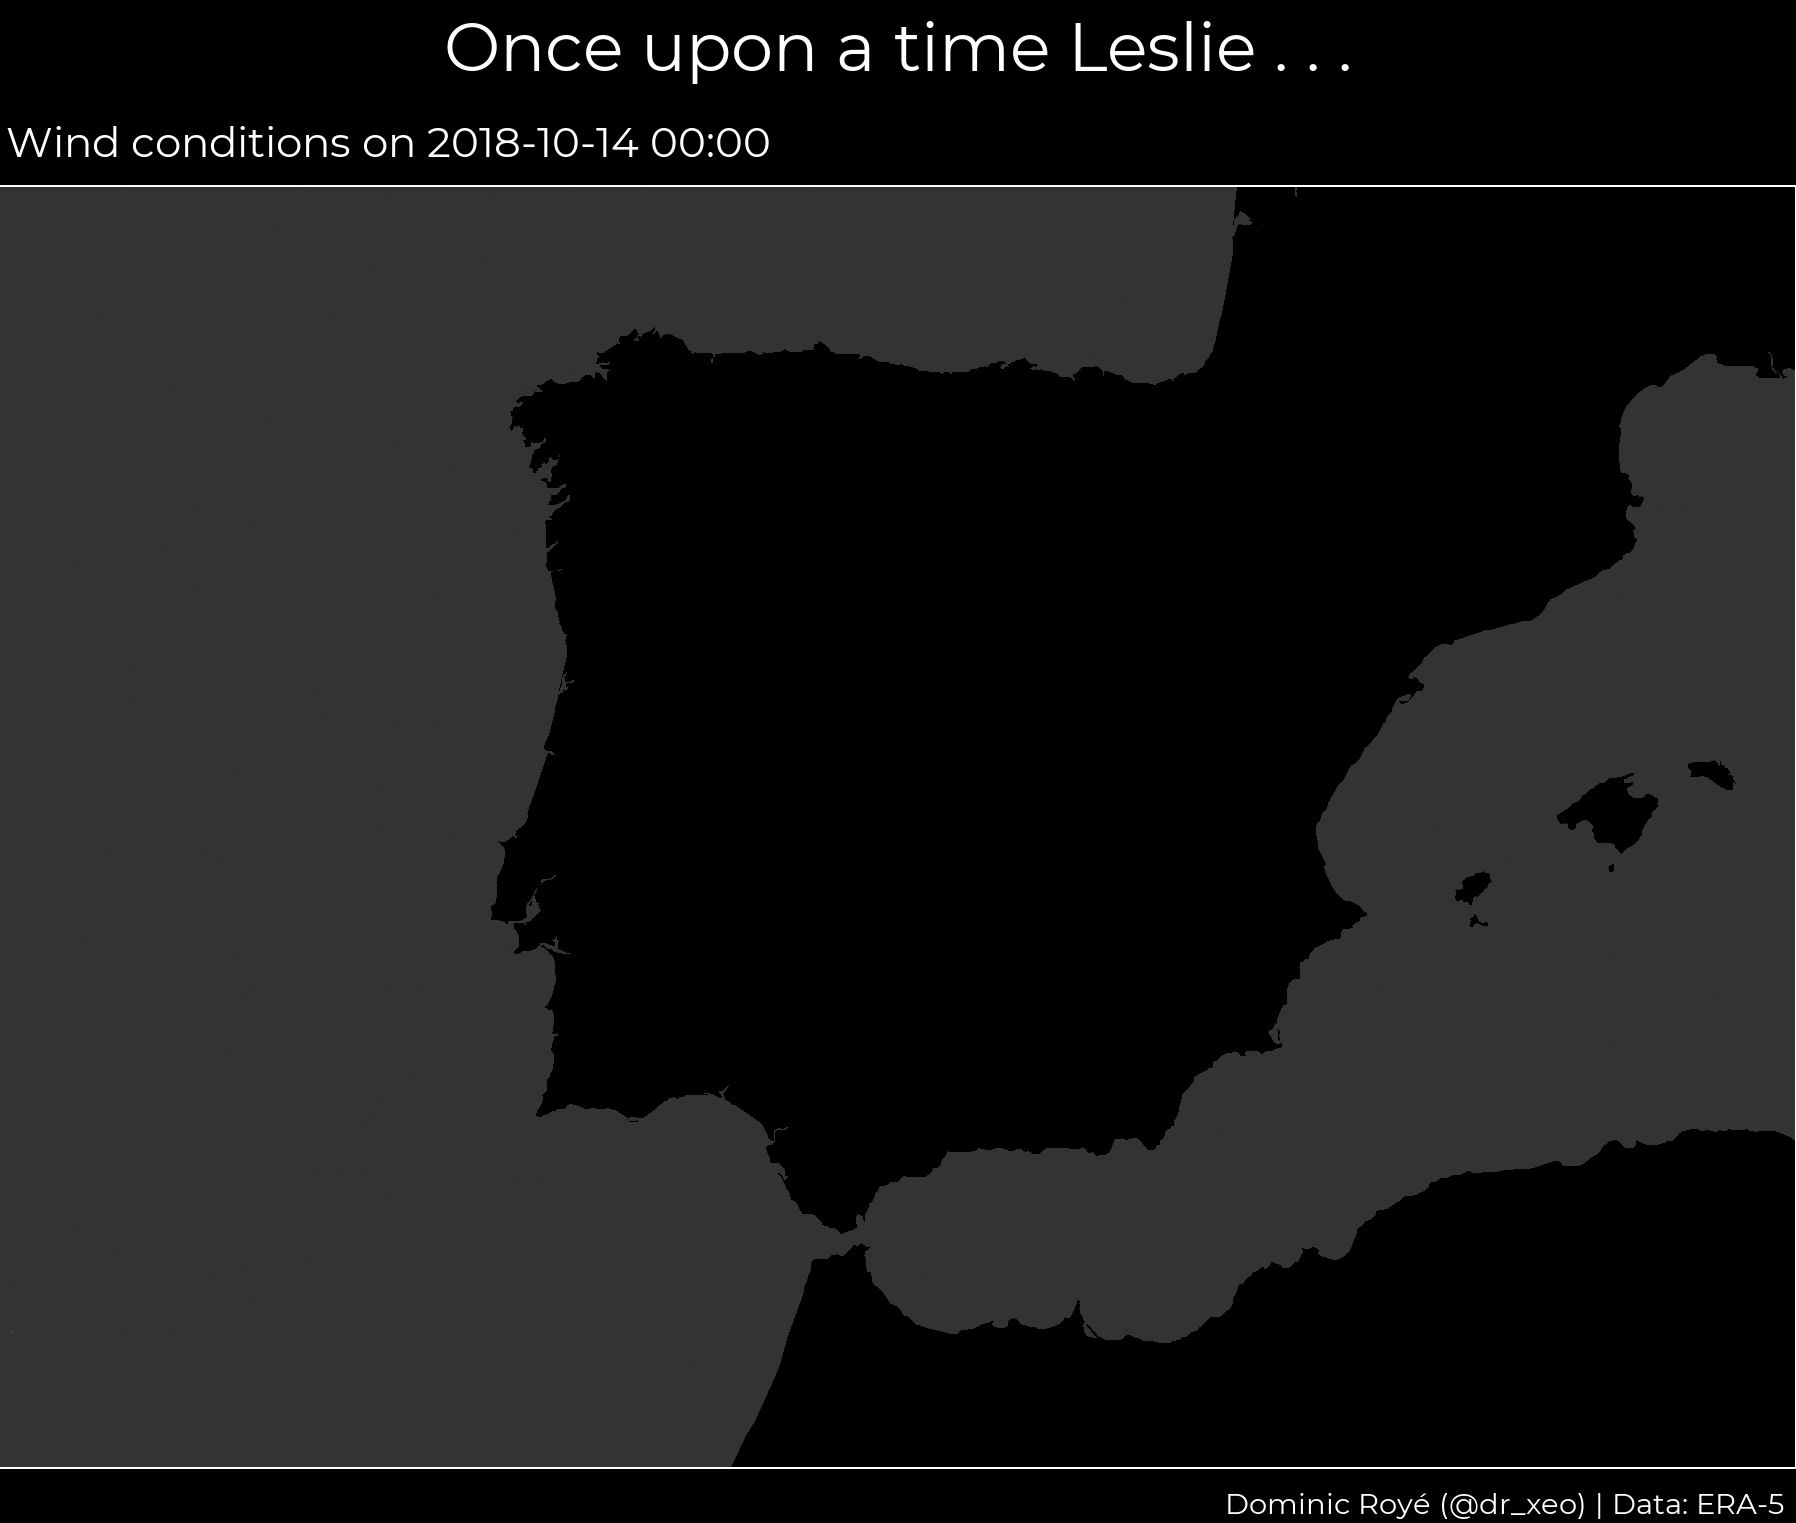 Once upon a time Leslie . . .
Wind conditions on 2018-10-14 00:00
Dominic Royé (@dr_xeo) | Data: ERA-5